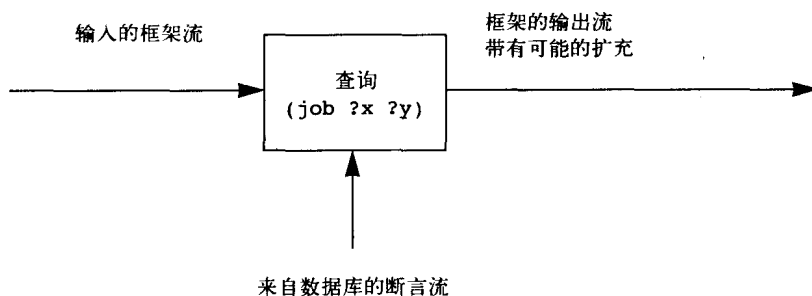 输入的框架流
框架的输出流
带有可能的扩充
查询
(job ?x ?y)
来自数据库的断言流